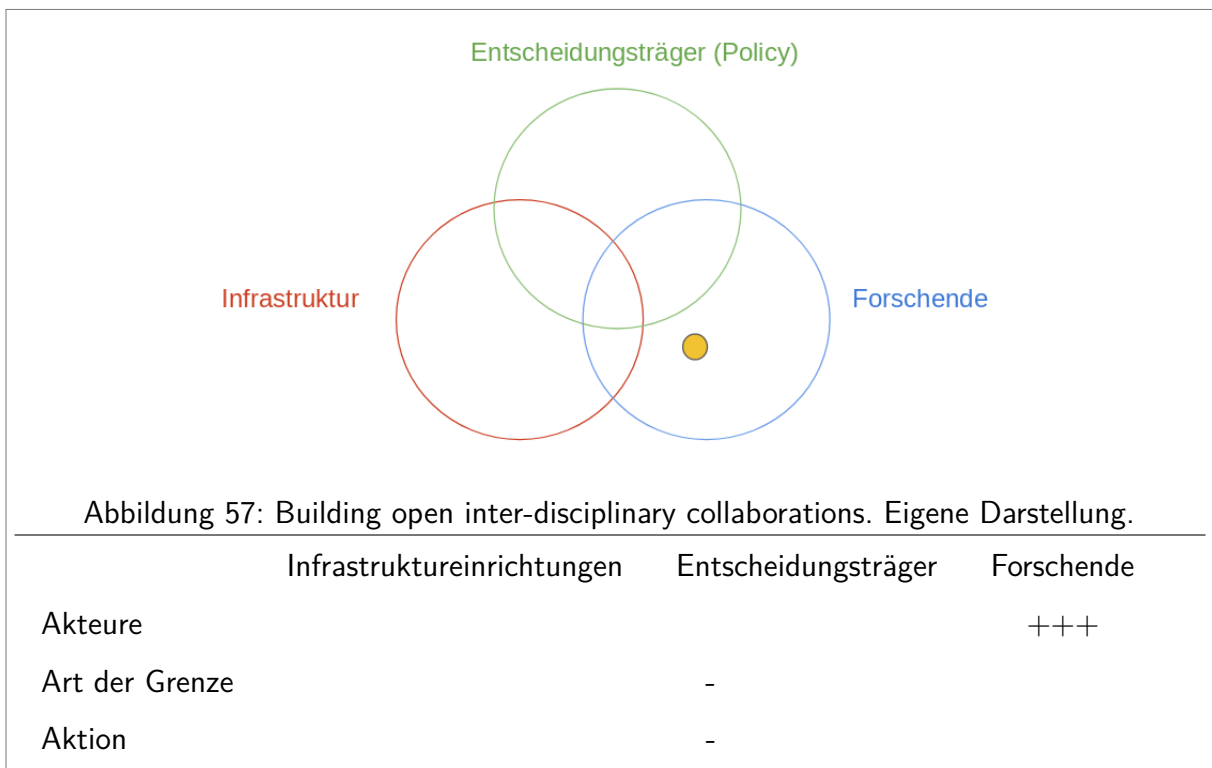 Entscheidungsträger (Policy)
Infrastruktur
Forschende
Abbildung 57: Building open inter-disciplinary collaborations. Eigene Darstellung.
Infrastruktureinrichtungen Entscheidungsträger Forschende
Akteure +++
Art der Grenze -
Aktion -